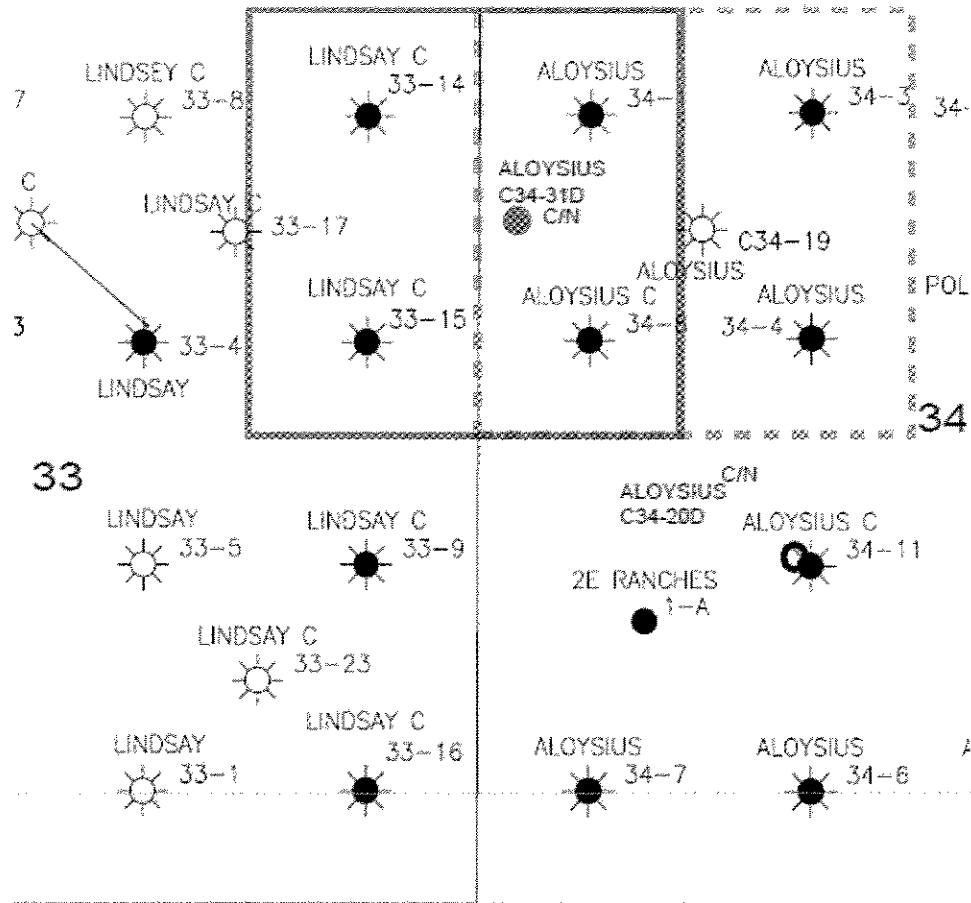 LINDSEY C
33-8
LINDSAY C
33-14
ALOYSIUS
34-
ALOYSIUS
34-3
34-
7
ALOYSIUS
C34-31D
C/N
C
LINDSAY C
33-17
C34-19
ALOYSIUS
LINDSAY C
33-15
ALOYSIUS C
34-
ALOYSIUS
34-4
POL
3
33-4
LINDSAY
34
33
ALOYSIUS C/N
C34-20D
LINDSAY
33-5
LINDSAY C
33-9
ALOYSIUS C
34-11
2E RANCHES
1-A
LINDSAY C
33-23
LINDSAY
33-1
LINDSAY C
33-16
ALOYSIUS
34-7
ALOYSIUS
34-6